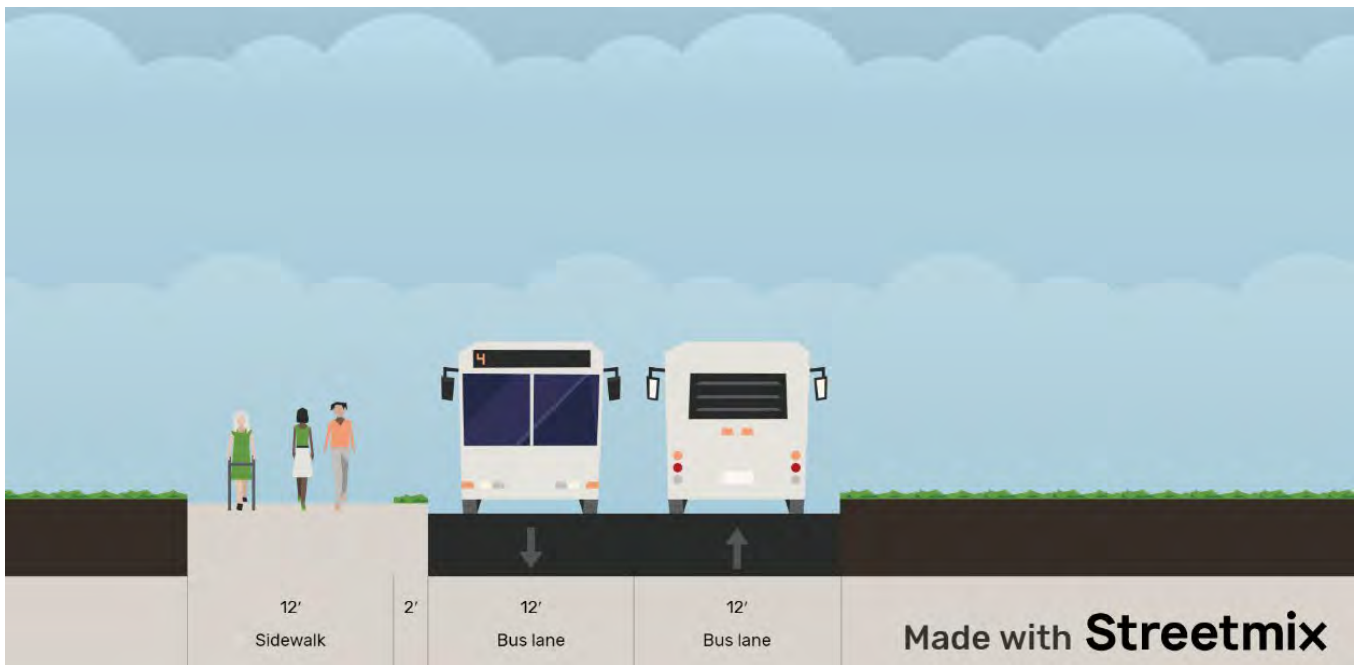 4
12′
2′
12′
12′
Sidewalk
Bus lane
Bus lane
Made with Streetmix